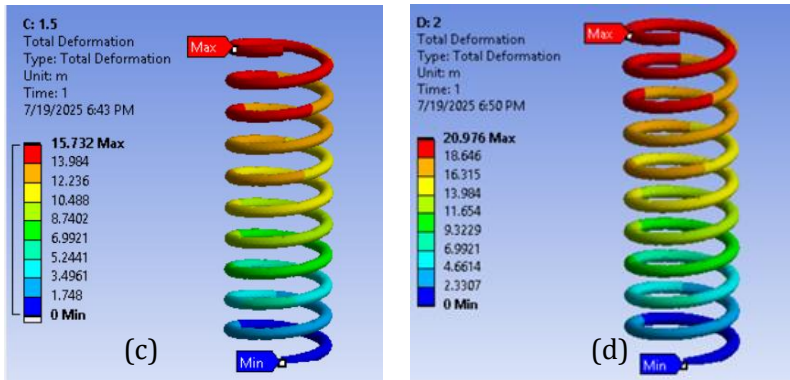 C: 1.5
Total Deformation
Type: Total Deformation
Unit: m
Time: 1
7/19/2025 6:43 PM
Max
15.732 Max
13.984
12.236
10.488
8.7402
6.9921
5.2441
3.4961
1.748
0 Min
Min
(c)
D: 2
Total Deformation
Type: Total Deformation
Unit: m
Time: 1
7/19/2025 6:50 PM
Max
20.976 Max
18.646
16.315
13.984
11.654
9.3229
6.9921
4.6614
2.3307
0 Min
Min
(d)